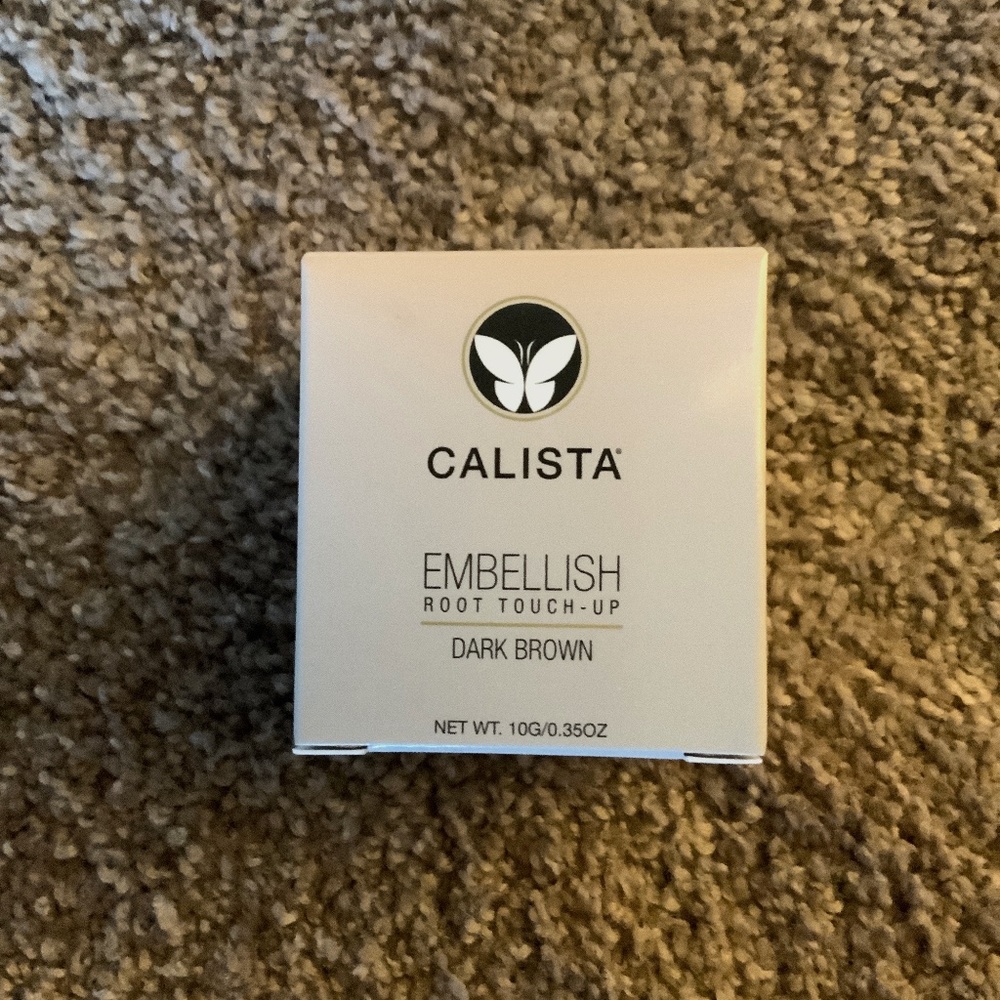 CALISTA®
EMBELLISH
ROOT TOUCH-UP
DARK BROWN
NET WT. 10G/0.35OZ